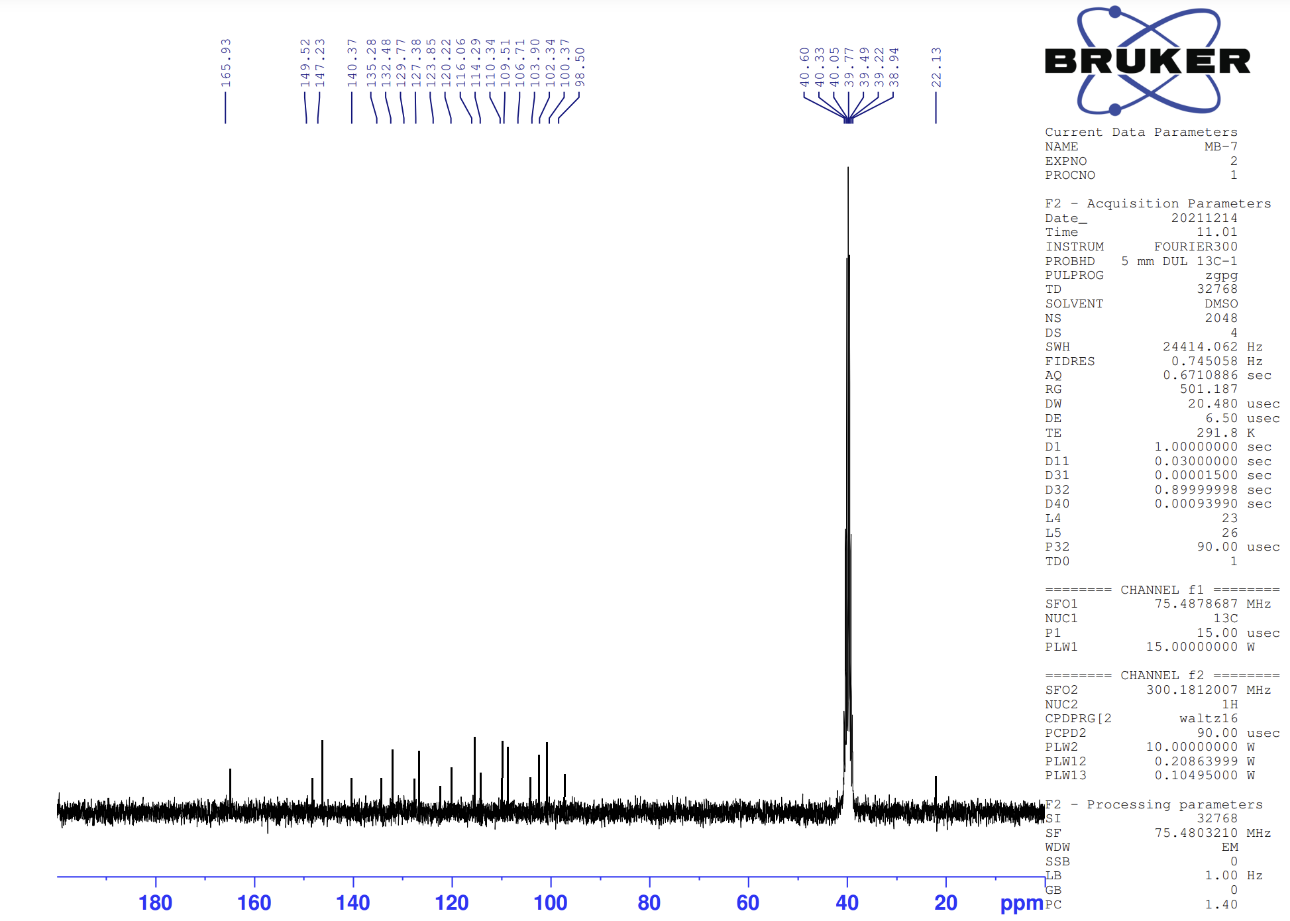 165.93
149.52
147.23
140.37
135.28
132.48
129.77
127.38
123.85
120.22
116.06
114.29
110.34
109.51
106.71
103.90
102.34
100.37
98.50
40.60
40.33
40.05
39.77
39.49
39.22
38.94
22.13
BRUKER
Current Data Parameters
NAME MB-7
EXPNO 2
PROCNO 1
F2 - Acquisition Parameters
Date_ 20211214
Time 11.01
INSTRUM FOURIER300
PROBHD 5 mm DUL 13C-1
PULPROG zgpg
TD 32768
SOLVENT DMSO
NS 2048
DS 4
SWH 24414.062 Hz
FIDRES 0.745058 Hz
AQ 0.6710886 sec
RG 501.187
DW 20.480 usec
DE 6.50 usec
TE 291.8 K
D1 1.00000000 sec
D11 0.03000000 sec
D31 0.00001500 sec
D32 0.89999998 sec
D40 0.00093990 sec
L4 23
L5 26
P32 90.00 usec
TD0 1
======== CHANNEL f1 ========
SFO1 75.4878687 MHz
NUC1 13C
P1 15.00 usec
PLW1 15.00000000 W
======== CHANNEL f2 ========
SFO2 300.1812007 MHz
NUC2 1H
CPDPRG[2 waltz16
PCPD2 90.00 usec
PLW2 10.00000000 W
PLW12 0.20863999 W
PLW13 0.10495000 W
F2 - Processing parameters
SI 32768
SF 75.4803210 MHz
WDW EM
SSB 0
LB 1.00 Hz
GB 0
PC 1.40
180 160 140 120 100 80 60 40 20 ppm